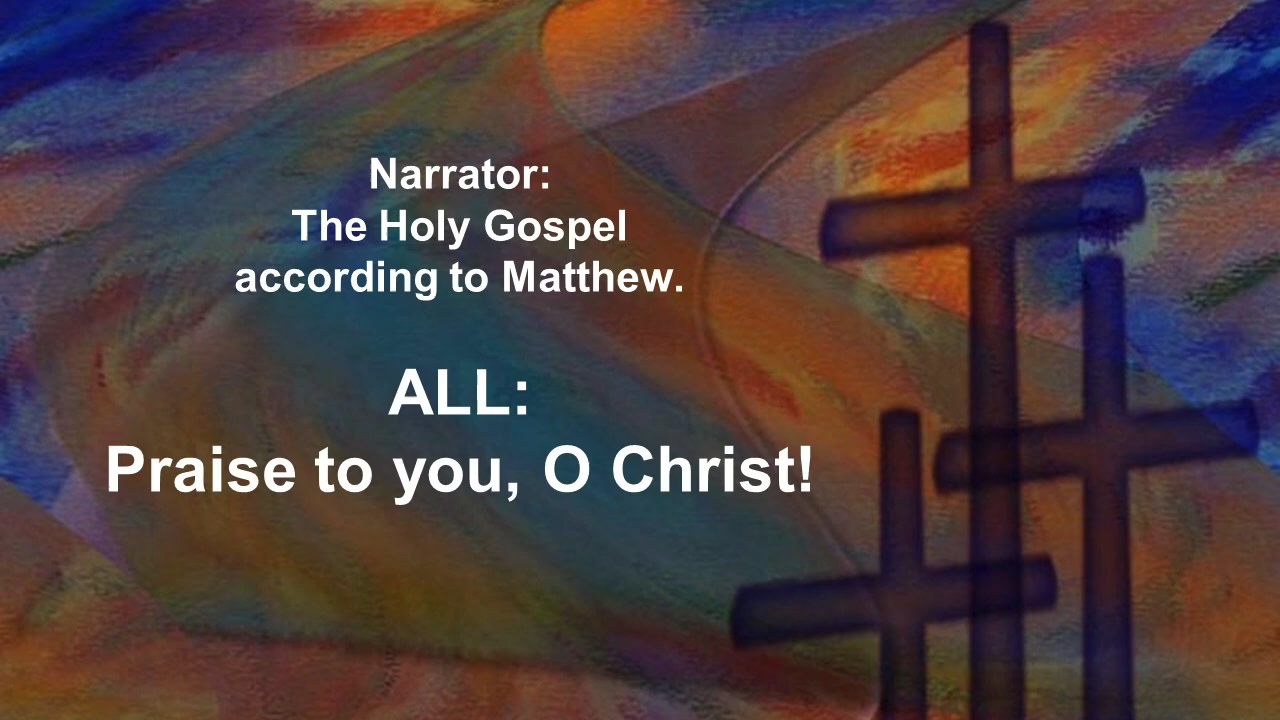 Narrator:
The Holy Gospel
according to Matthew.
ALL:
Praise to you, O Christ!